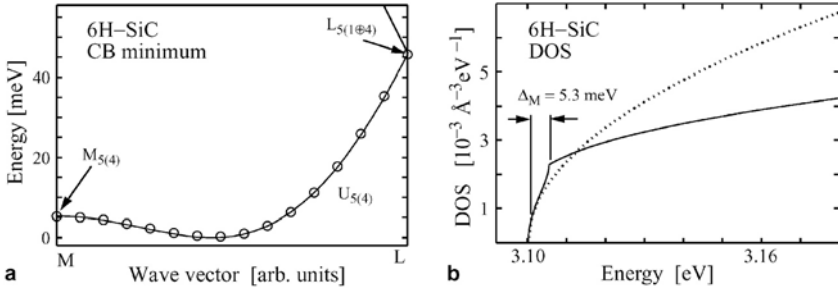 6H–SiC
CB minimum
L5(1⊕4)
M5(4)
U5(4)
Energy [meV]
40
20
0
M
L
Wave vector [arb. units]
a
6H–SiC
DOS
ΔM = 5.3 meV
DOS [10⁻³ Å⁻³eV⁻¹]
6
4
3
1
3.10
3.16
Energy [eV]
b